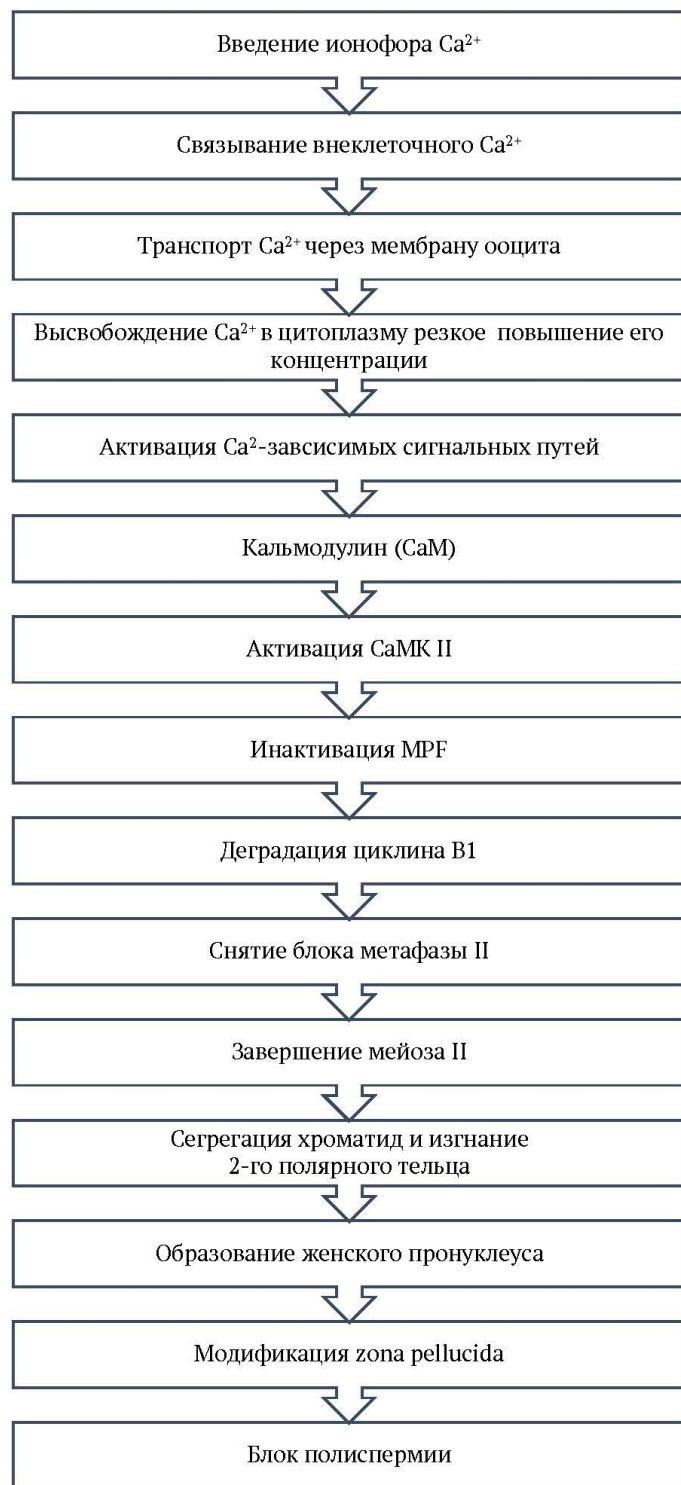 Введение ионофора Ca²⁺
Связывание внеклеточного Ca²⁺
Транспорт Ca²⁺ через мембрану ооцита
Высвобождение Ca²⁺ в цитоплазму резкое повышение его
концентрации
Активация Ca²-завсисимых сигнальных путей
Кальмодулин (CaM)
Активация CaMK II
Инактивация MPF
Деградация циклина B1
Снятие блока метафазы II
Завершение мейоза II
Сегрегация хроматид и изгнание
2-го полярного тельца
Образование женского пронуклеуса
Модификация zona pellucida
Блок полиспермии